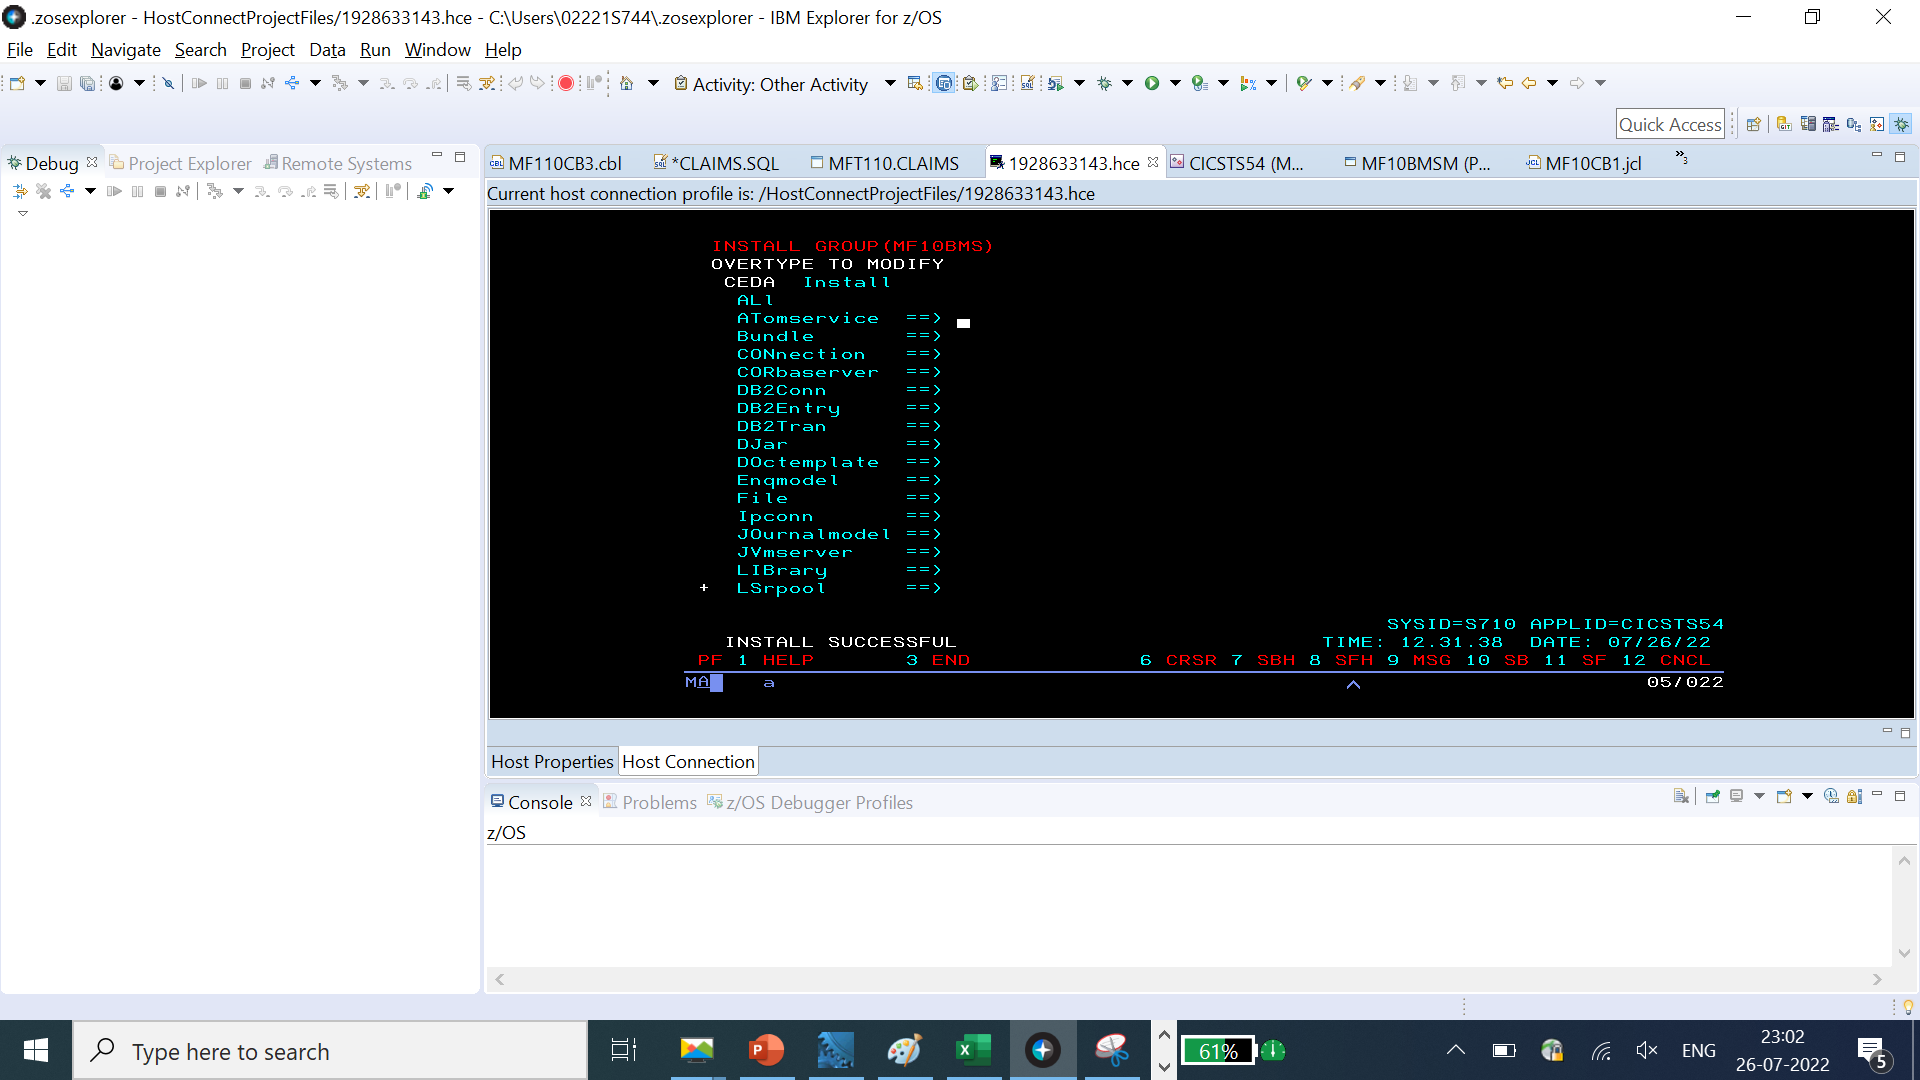 .zosexplorer - HostConnectProjectFiles/1928633143.hce - C:\Users\02221S744\.zosexplorer - IBM Explorer for z/OS
File Edit Navigate Search Project Data Run Window Help
Activity: Other Activity
Quick Access
Debug Project Explorer Remote Systems
MF110CB3.cbl *CLAIMS.SQL MFT110.CLAIMS 1928633143.hce CICSTS54 (M... MF10BMSM (P... MF10CB1.jcl »3
Current host connection profile is: /HostConnectProjectFiles/1928633143.hce
INSTALL GROUP(MF10BMS)
OVERTYPE TO MODIFY
CEDA Install
ALl
ATomservice ==>
Bundle ==>
CONnection ==>
CORbaserver ==>
DB2Conn ==>
DB2Entry ==>
DB2Tran ==>
DJar ==>
DOctemplate ==>
Enqmodel ==>
File ==>
Ipconn ==>
JOurnalmodel ==>
JVmserver ==>
LIBrary ==>
+ LSrpool ==>
SYSID=S710 APPLID=CICSTS54
INSTALL SUCCESSFUL TIME: 12.31.38 DATE: 07/26/22
PF 1 HELP 3 END 6 CRSR 7 SBH 8 SFH 9 MSG 10 SB 11 SF 12 CNCL
MA a 05/022
Host Properties Host Connection
Console Problems z/OS Debugger Profiles
z/OS
Type here to search
61%
ENG
23:02
26-07-2022
5